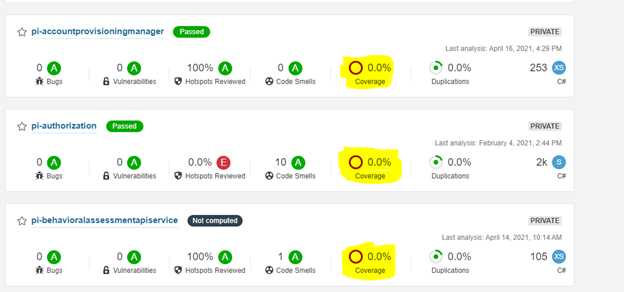 pi-accountprovisioningmanager Passed PRIVATE
Last analysis: April 16, 2021, 4:29 PM
0 A 0 A 100% A 0 A 0.0% 0.0% 253 XS
Bugs Vulnerabilities Hotspots Reviewed Code Smells Coverage Duplications C#
pi-authorization Passed PRIVATE
Last analysis: February 4, 2021, 2:44 PM
0 A 0 A 0.0% E 10 A 0.0% 0.0% 2k S
Bugs Vulnerabilities Hotspots Reviewed Code Smells Coverage Duplications C#
pi-behavioralassessmentapiservice Not computed PRIVATE
Last analysis: April 14, 2021, 10:14 AM
0 A 0 A 100% A 1 A 0.0% 0.0% 105 XS
Bugs Vulnerabilities Hotspots Reviewed Code Smells Coverage Duplications C#